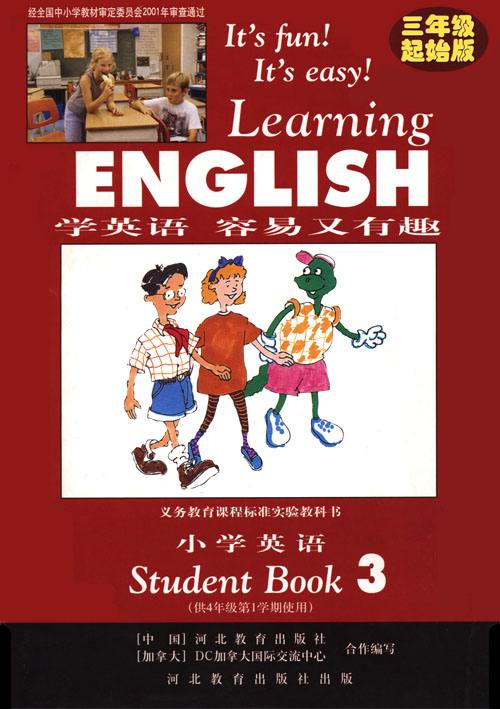 经全国中小学教材审定委员会2001年审查通过
It's fun!
It's easy!
三年级
起始版
Learning
ENGLISH
学英语 容易又有趣
义务教育课程标准实验教科书
小学英语
Student Book 3
(供4年级第1学期使用)
[中 国] 河北教育出版社
[加拿大] DC加拿大国际交流中心
合作编写
河北教育出版社出版